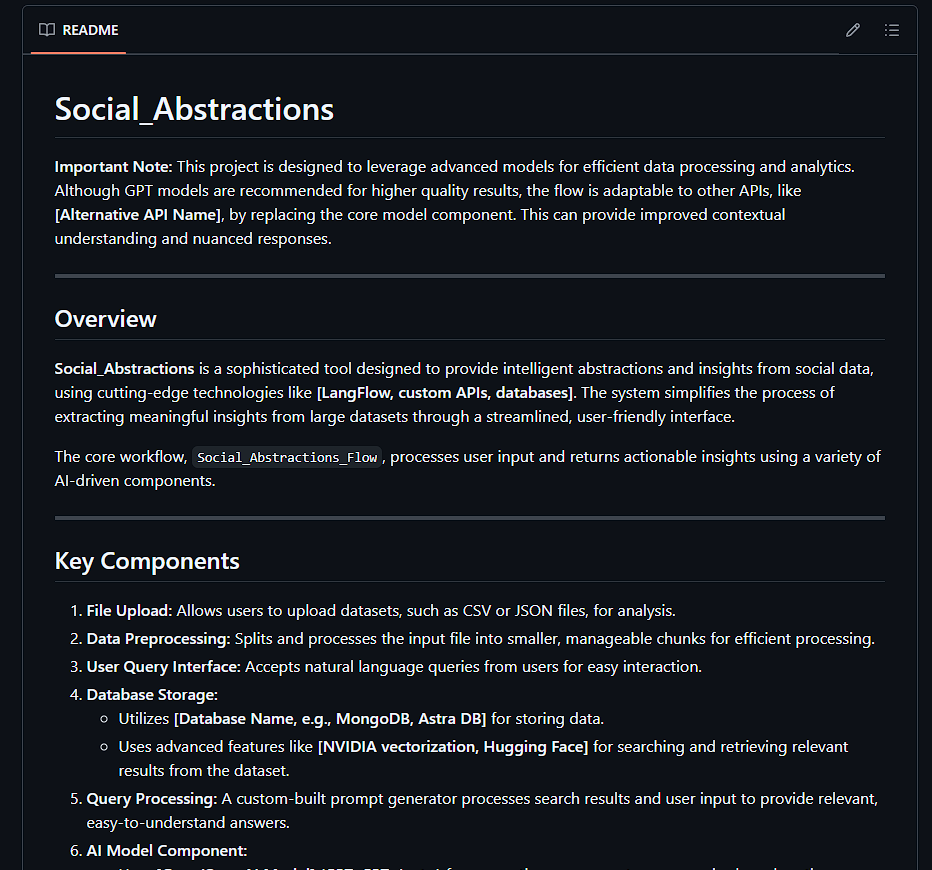 README
Social_Abstractions
Important Note: This project is designed to leverage advanced models for efficient data processing and analytics.
Although GPT models are recommended for higher quality results, the flow is adaptable to other APIs, like
[Alternative API Name], by replacing the core model component. This can provide improved contextual
understanding and nuanced responses.
Overview
Social_Abstractions is a sophisticated tool designed to provide intelligent abstractions and insights from social data,
using cutting-edge technologies like [LangFlow, custom APIs, databases]. The system simplifies the process of
extracting meaningful insights from large datasets through a streamlined, user-friendly interface.
The core workflow, Social_Abstractions_Flow, processes user input and returns actionable insights using a variety of
AI-driven components.
Key Components
1. File Upload: Allows users to upload datasets, such as CSV or JSON files, for analysis.
2. Data Preprocessing: Splits and processes the input file into smaller, manageable chunks for efficient processing.
3. User Query Interface: Accepts natural language queries from users for easy interaction.
4. Database Storage:
○ Utilizes [Database Name, e.g., MongoDB, Astra DB] for storing data.
○ Uses advanced features like [NVIDIA vectorization, Hugging Face] for searching and retrieving relevant
results from the dataset.
5. Query Processing: A custom-built prompt generator processes search results and user input to provide relevant,
easy-to-understand answers.
6. AI Model Component: